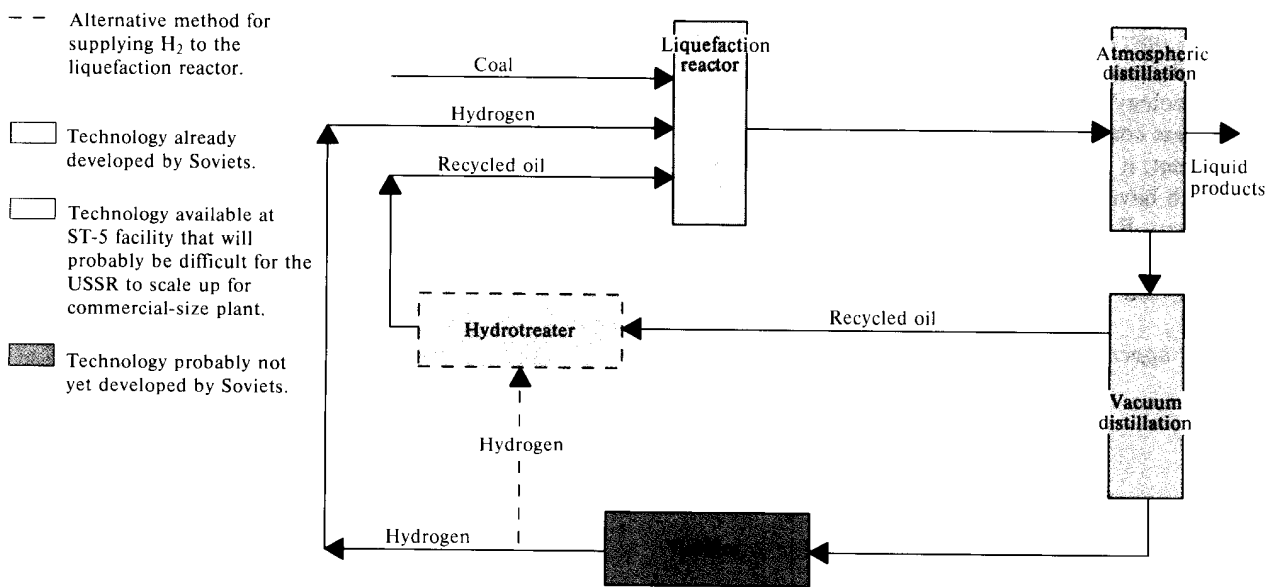 Alternative method for
supplying H₂ to the
liquefaction reactor.
Technology already
developed by Soviets.
Technology available at
ST-5 facility that will
probably be difficult for the
USSR to scale up for
commercial-size plant.
Technology probably not
yet developed by Soviets.
Coal
Hydrogen
Recycled oil
Liquefaction
reactor
Atmospheric
distillation
Liquid
products
Hydrotreater
Recycled oil
Vacuum
distillation
Hydrogen
Hydrogen